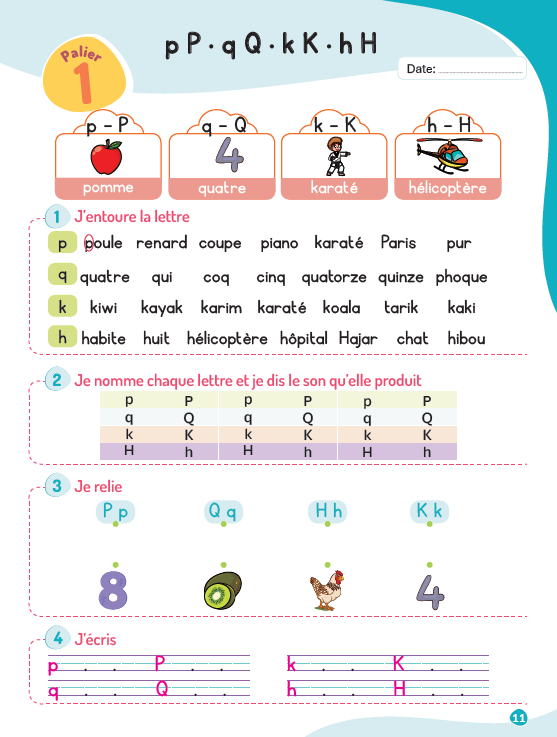 p P · q Q · k K · h H
Palier
1
Date:
p – P q – Q k – K h – H
4
pomme quatre karaté hélicoptère
1 J'entoure la lettre
p poule renard coupe piano karaté Paris pur
q quatre qui coq cinq quatorze quinze phoque
k kiwi kayak karim karaté koala tarik kaki
h habite huit hélicoptère hôpital Hajar chat hibou
2 Je nomme chaque lettre et je dis le son qu'elle produit
p P p P p P
q Q q Q q Q
k K k K k K
H h H h H h
3 Je relie
P p Q q H h K k
8 4
4 J'écris
p . . P . . k . . K . .
q . . Q . . h . . H . .
11